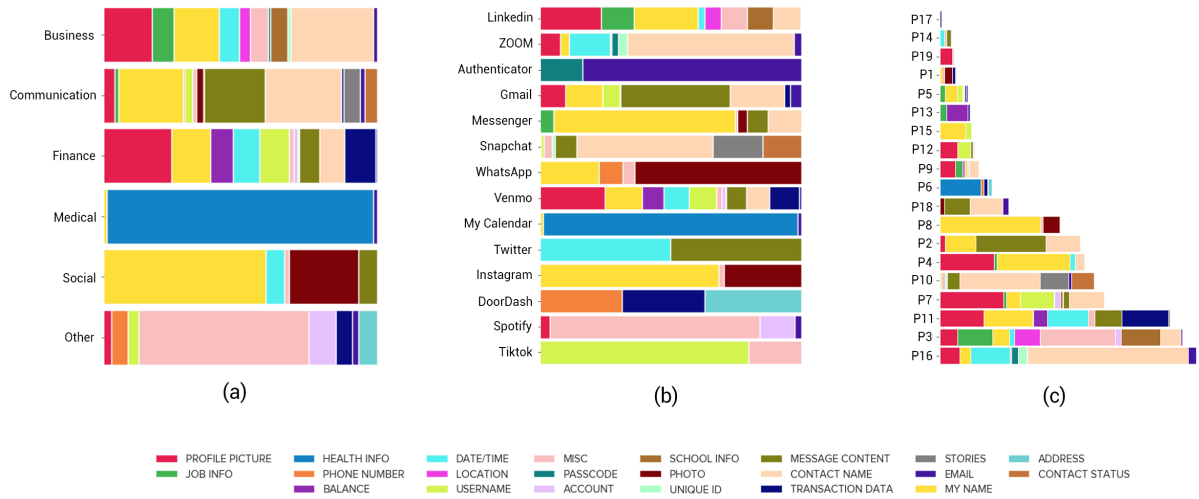 Business
Communication
Finance
Medical
Social
Other
(a)
Linkedin
ZOOM
Authenticator
Gmail
Messenger
Snapchat
WhatsApp
Venmo
My Calendar
Twitter
Instagram
DoorDash
Spotify
Tiktok
(b)
P17
P14
P19
P1
P5
P13
P15
P12
P9
P6
P18
P8
P2
P4
P10
P7
P11
P3
P16
(c)
PROFILE PICTURE HEALTH INFO DATE/TIME MISC SCHOOL INFO MESSAGE CONTENT STORIES ADDRESS
JOB INFO PHONE NUMBER LOCATION PASSCODE PHOTO CONTACT NAME EMAIL CONTACT STATUS
BALANCE USERNAME ACCOUNT UNIQUE ID TRANSACTION DATA MY NAME